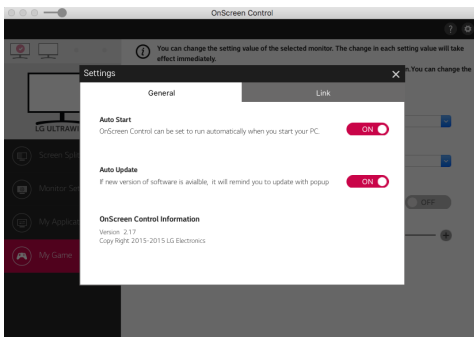 OnScreen Control
You can change the setting value of the selected monitor. The change in each setting value will take
effect immediately.
n.You can change the
Settings
General
Link
LG ULTRAWI
Auto Start
OnScreen Control can be set to run automatically when you start your PC.
ON
Screen Split
Auto Update
If new version of software is avialble, it will remind you to update with popup
ON
Monitor Set
OFF
My Applicat
OnScreen Control Information
Version 2.17
Copy Right 2015-2015 LG Electronics
My Game